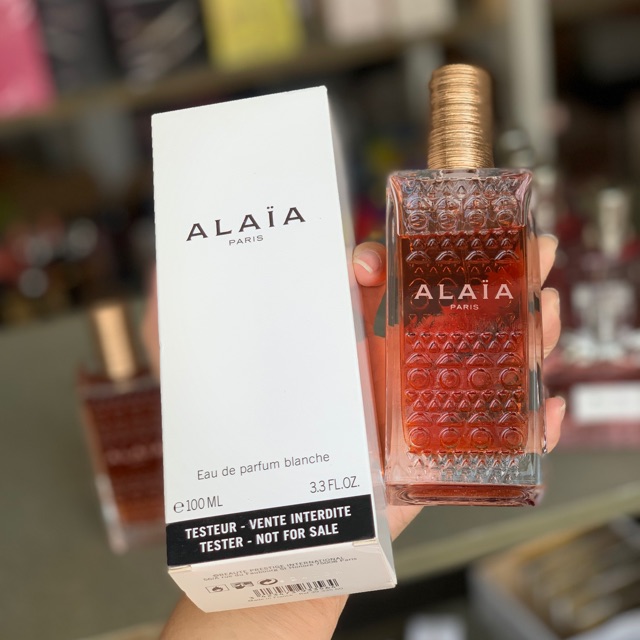 ALAÏA
PARIS
Eau de parfum blanche
e 100 ML 3.3 FL.OZ.
TESTEUR - VENTE INTERDITE
TESTER - NOT FOR SALE
ALAÏA
PARIS